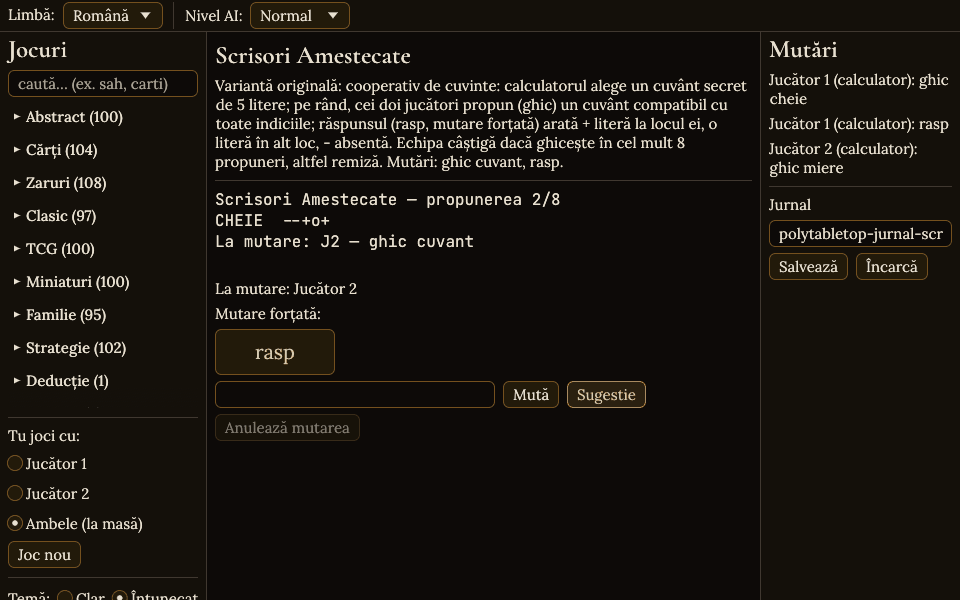 Limbă: Română ▼ Nivel AI: Normal ▼
Jocuri
caută... (ex. sah, carti)
▸ Abstract (100)
▸ Cărți (104)
▸ Zaruri (108)
▸ Clasic (97)
▸ TCG (100)
▸ Miniaturi (100)
▸ Familie (95)
▸ Strategie (102)
▸ Deducție (1)
Tu joci cu:
Jucător 1
Jucător 2
Ambele (la masă)
Joc nou
Temă: Clar Întunecat
Scrisori Amestecate
Variantă originală: cooperativ de cuvinte: calculatorul alege un cuvânt secret
de 5 litere; pe rând, cei doi jucători propun (ghic) un cuvânt compatibil cu
toate indiciile; răspunsul (rasp, mutare forțată) arată + literă la locul ei, o
literă în alt loc, - absentă. Echipa câștigă dacă ghicește în cel mult 8
propuneri, altfel remiză. Mutări: ghic cuvant, rasp.
Scrisori Amestecate — propunerea 2/8
CHEIE --+o+
La mutare: J2 — ghic cuvant
La mutare: Jucător 2
Mutare forțată:
rasp
Mută Sugestie
Anulează mutarea
Mutări
Jucător 1 (calculator): ghic
cheie
Jucător 1 (calculator): rasp
Jucător 2 (calculator):
ghic miere
Jurnal
polytabletop-jurnal-scr
Salvează Încarcă